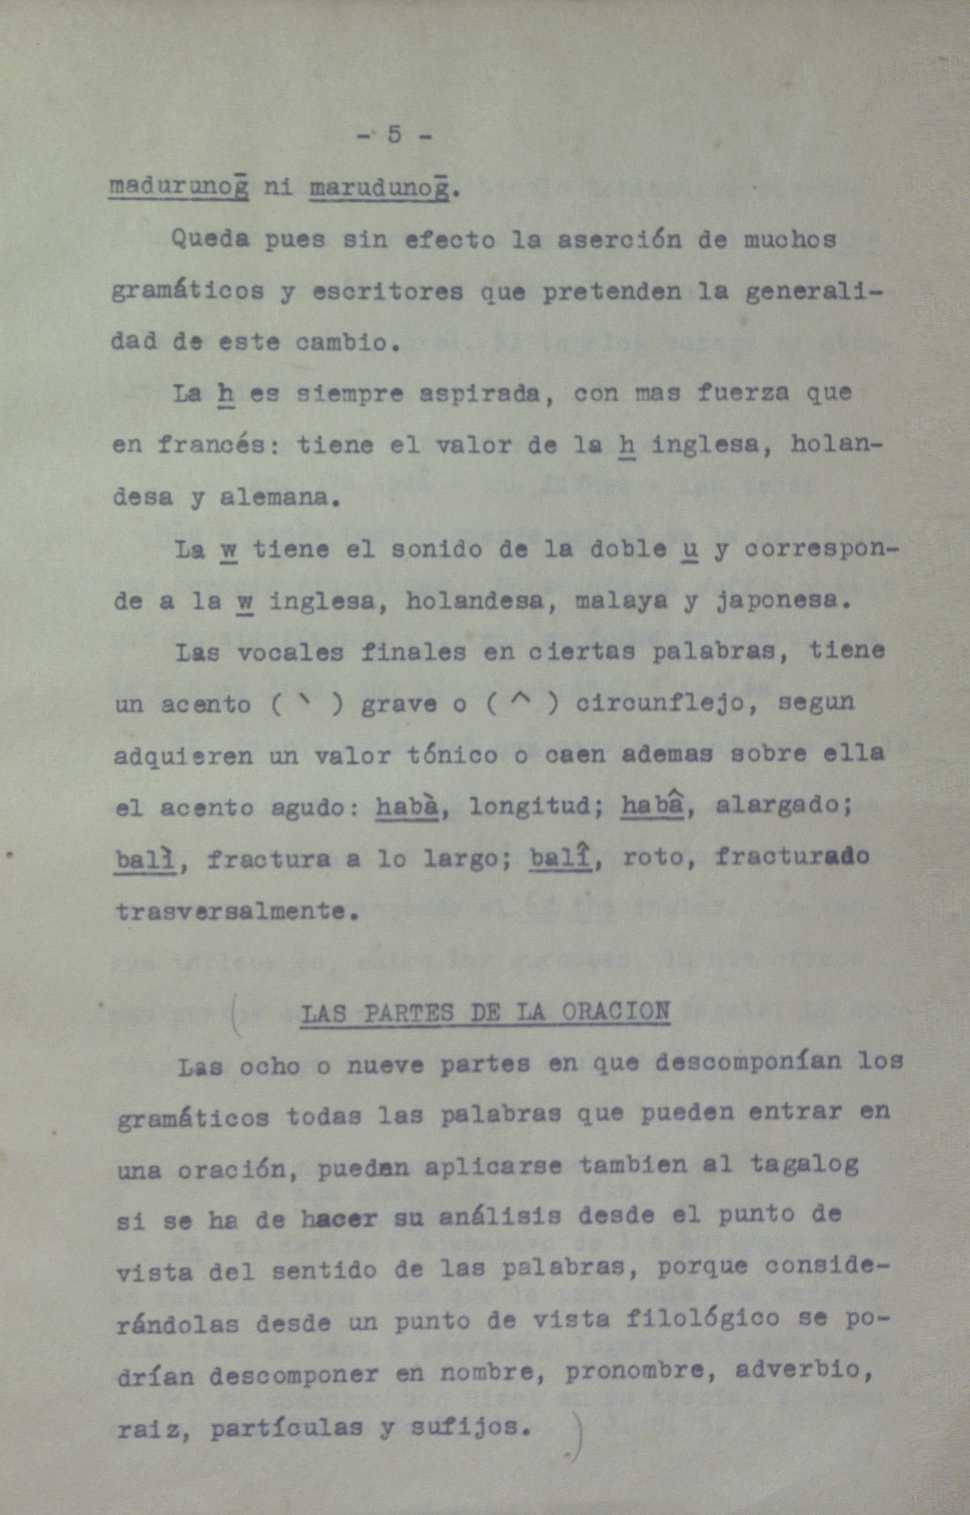 - 5 -
madurunog̃ ni marudunog̃.
Queda pues sin efecto la aserción de muchos
gramáticos y escritores que pretenden la generali-
dad de este cambio.
La h es siempre aspirada, con mas fuerza que
en francés: tiene el valor de la h inglesa, holan-
desa y alemana.
La w tiene el sonido de la doble u y correspon-
de a la w inglesa, holandesa, malaya y japonesa.
Las vocales finales en ciertas palabras, tiene
un acento ( ` ) grave o ( ^ ) circunflejo, segun
adquieren un valor tónico o caen ademas sobre ella
el acento agudo: habà, longitud; habâ, alargado;
balì, fractura a lo largo; balî, roto, fracturado
trasversalmente.
( LAS PARTES DE LA ORACION
Las ocho o nueve partes en que descomponían los
gramáticos todas las palabras que pueden entrar en
una oración, pueden aplicarse tambien al tagalog
si se ha de hacer su análisis desde el punto de
vista del sentido de las palabras, porque conside-
rándolas desde un punto de vista filológico se po-
drían descomponer en nombre, pronombre, adverbio,
raiz, partículas y sufijos. )